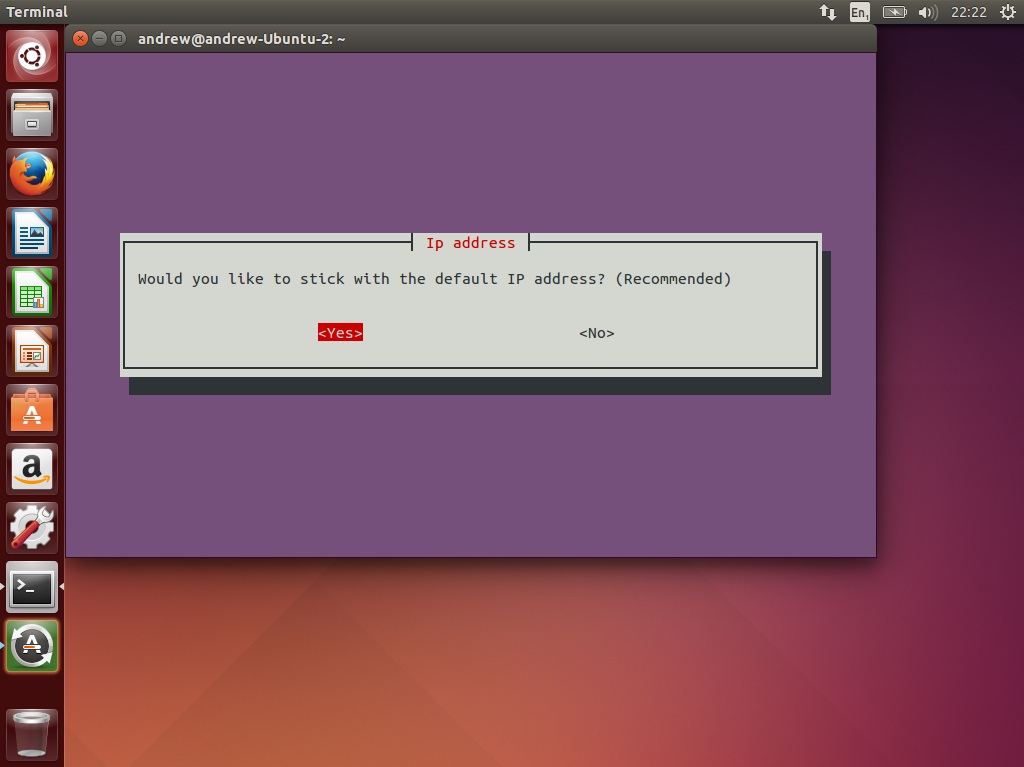 Terminal
En1
22:22
andrew@andrew-Ubuntu-2: ~
Ip address
Would you like to stick with the default IP address? (Recommended)
<Yes> <No>
a
>_
A